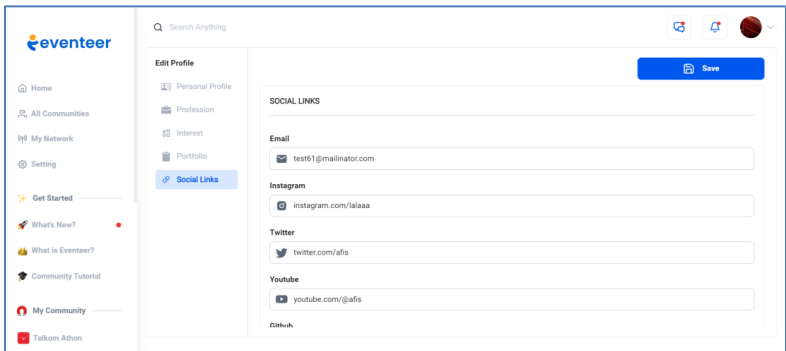 eventeer
Home
All Communities
My Network
Setting
Get Started
What's New?
What is Eventeer?
Community Tutorial
My Community
Telkom Athon
Search Anything
Edit Profile
Personal Profile
Profession
Interest
Portfolio
Social Links
Save
SOCIAL LINKS
Email
test61@mailinator.com
Instagram
instagram.com/lalaaa
Twitter
twitter.com/afis
Youtube
youtube.com/@afis
Github